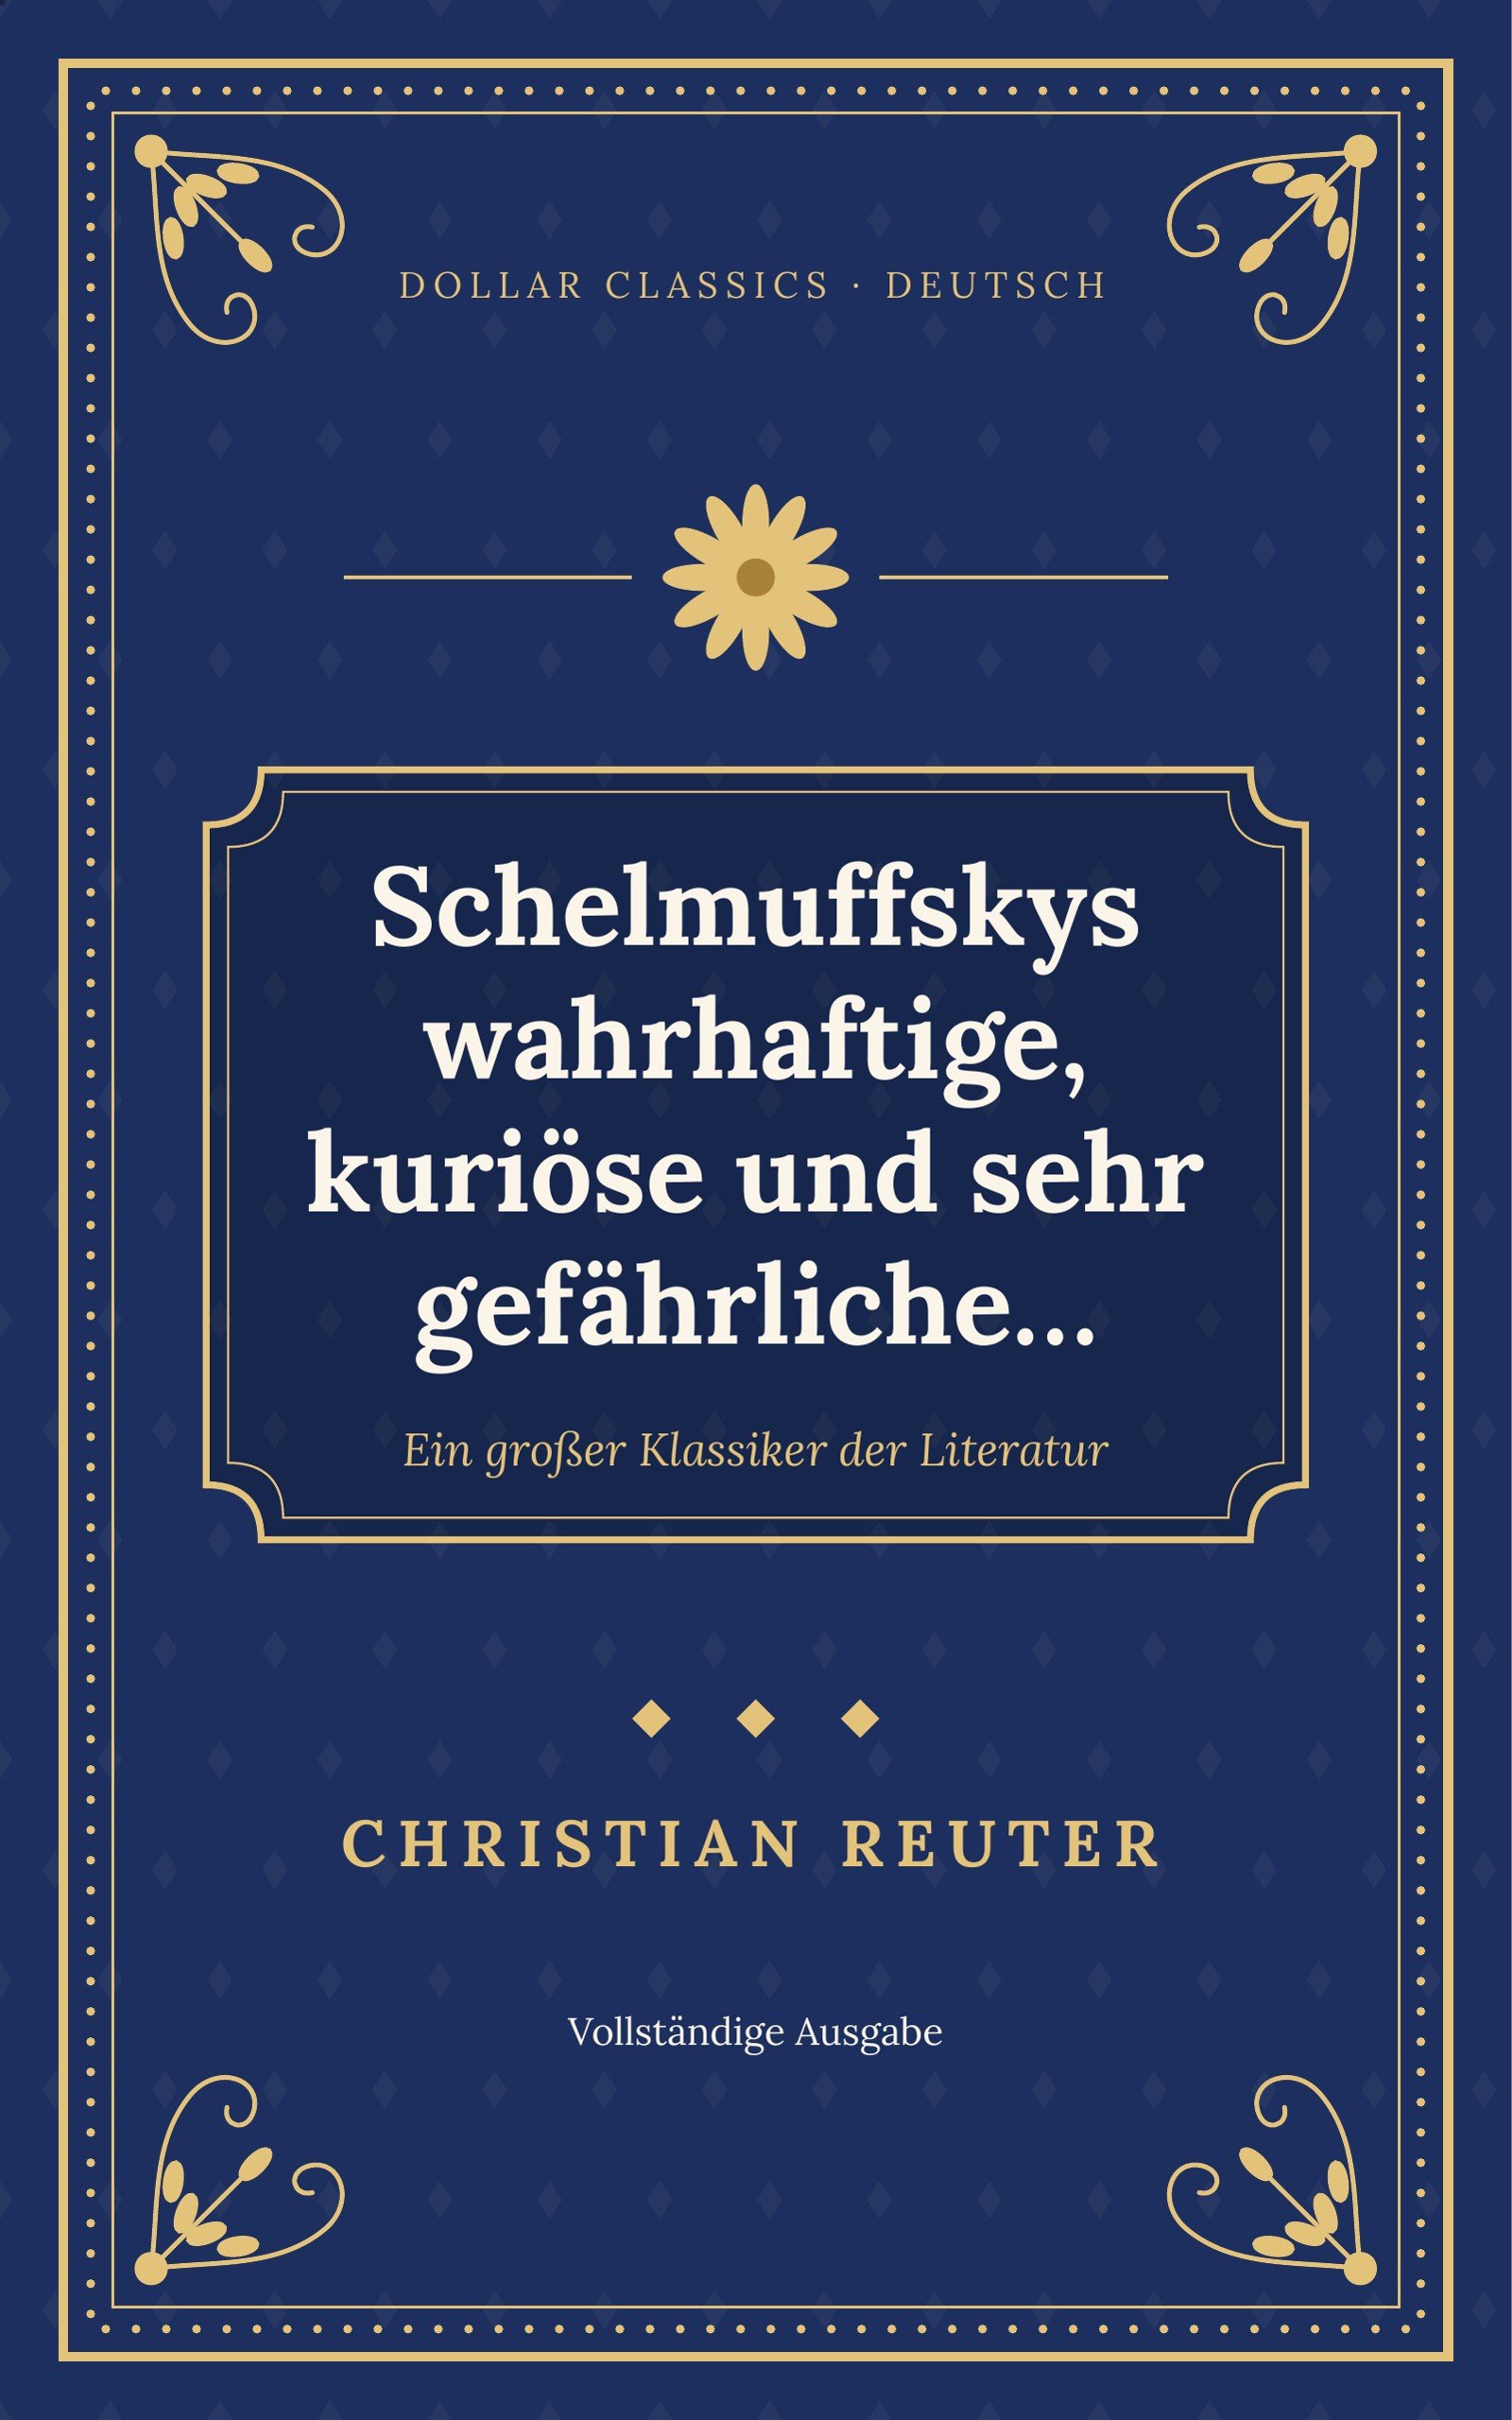 DOLLAR CLASSICS · DEUTSCH
Schelmuffskys
wahrhaftige,
kuriöse und sehr
gefährliche...
Ein großer Klassiker der Literatur
CHRISTIAN REUTER
Vollständige Ausgabe